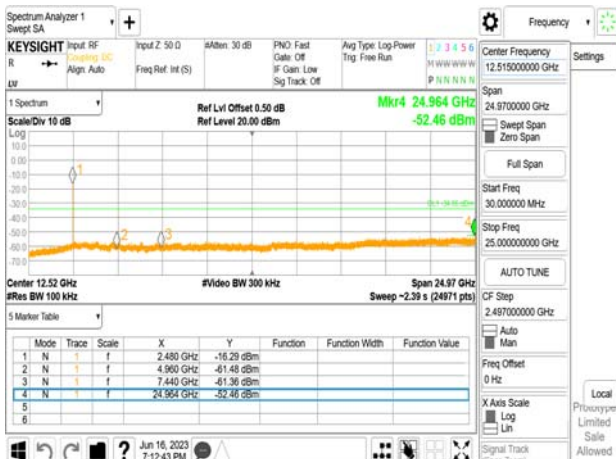 Spectrum Analyzer 1
Swept SA
Frequency
KEYSIGHT
R
Input: RF
Coupling: DC
Align: Auto
Input Z: 50 Ω
Freq Ref: Int (S)
#Atten: 30 dB
PNO: Fast
Gate: Off
IF Gain: Low
Sig Track: Off
Avg Type: Log-Power
Trig: Free Run
1 2 3 4 5 6
M W W W W W
P N N N N N
Center Frequency
12.515000000 GHz
Settings
1 Spectrum
Scale/Div 10 dB
Ref Lvl Offset 0.50 dB
Ref Level 20.00 dBm
Mkr4 24.964 GHz
-52.46 dBm
Log
10.0
0.00
-10.0
-20.0
-30.0
-40.0
-50.0
-60.0
-70.0
1
2
3
4
Center 12.52 GHz
#Res BW 100 kHz
#Video BW 300 kHz
Span 24.97 GHz
Sweep ~2.39 s (24971 pts)
5 Marker Table
Mode Trace Scale X Y Function Function Width Function Value
1 N 1 f 2.480 GHz -16.29 dBm
2 N 1 f 4.960 GHz -61.48 dBm
3 N 1 f 7.440 GHz -61.36 dBm
4 N 1 f 24.964 GHz -52.46 dBm
5
6
Span
24.9700000 GHz
Swept Span
Zero Span
Full Span
Start Freq
30.000000 MHz
Stop Freq
25.000000000 GHz
AUTO TUNE
CF Step
2.497000000 GHz
Auto
Man
Freq Offset
0 Hz
X Axis Scale
Log
Lin
Signal Track
Local
Prototype
Limited
Sale
Allowed
Jun 16, 2023
7:12:43 PM